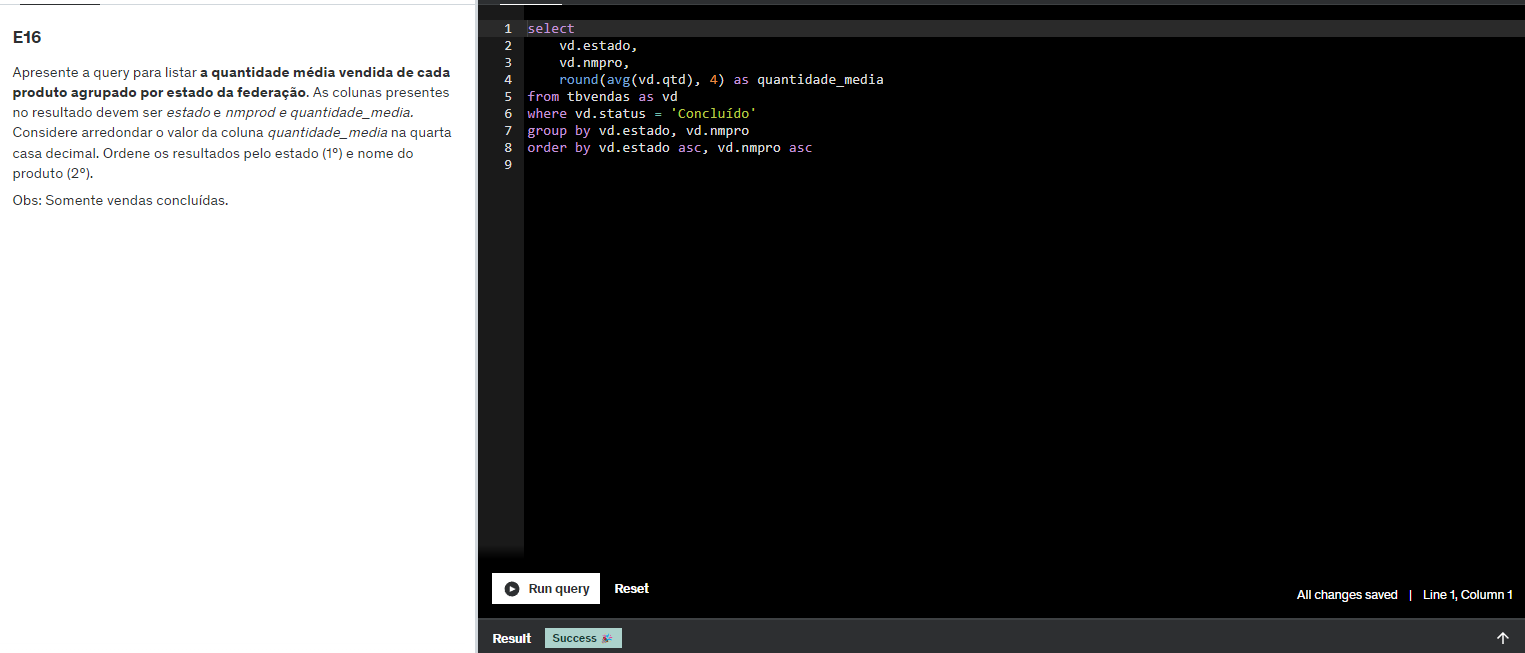 E16
Apresente a query para listar a quantidade média vendida de cada
produto agrupado por estado da federação. As colunas presentes
no resultado devem ser estado e nmprod e quantidade_media.
Considere arredondar o valor da coluna quantidade_media na quarta
casa decimal. Ordene os resultados pelo estado (1º) e nome do
produto (2º).
Obs: Somente vendas concluídas.
1 select
2     vd.estado,
3     vd.nmpro,
4     round(avg(vd.qtd), 4) as quantidade_media
5 from tbvendas as vd
6 where vd.status = 'Concluído'
7 group by vd.estado, vd.nmpro
8 order by vd.estado asc, vd.nmpro asc
9
Run query Reset
All changes saved | Line 1, Column 1
Result Success 🎉